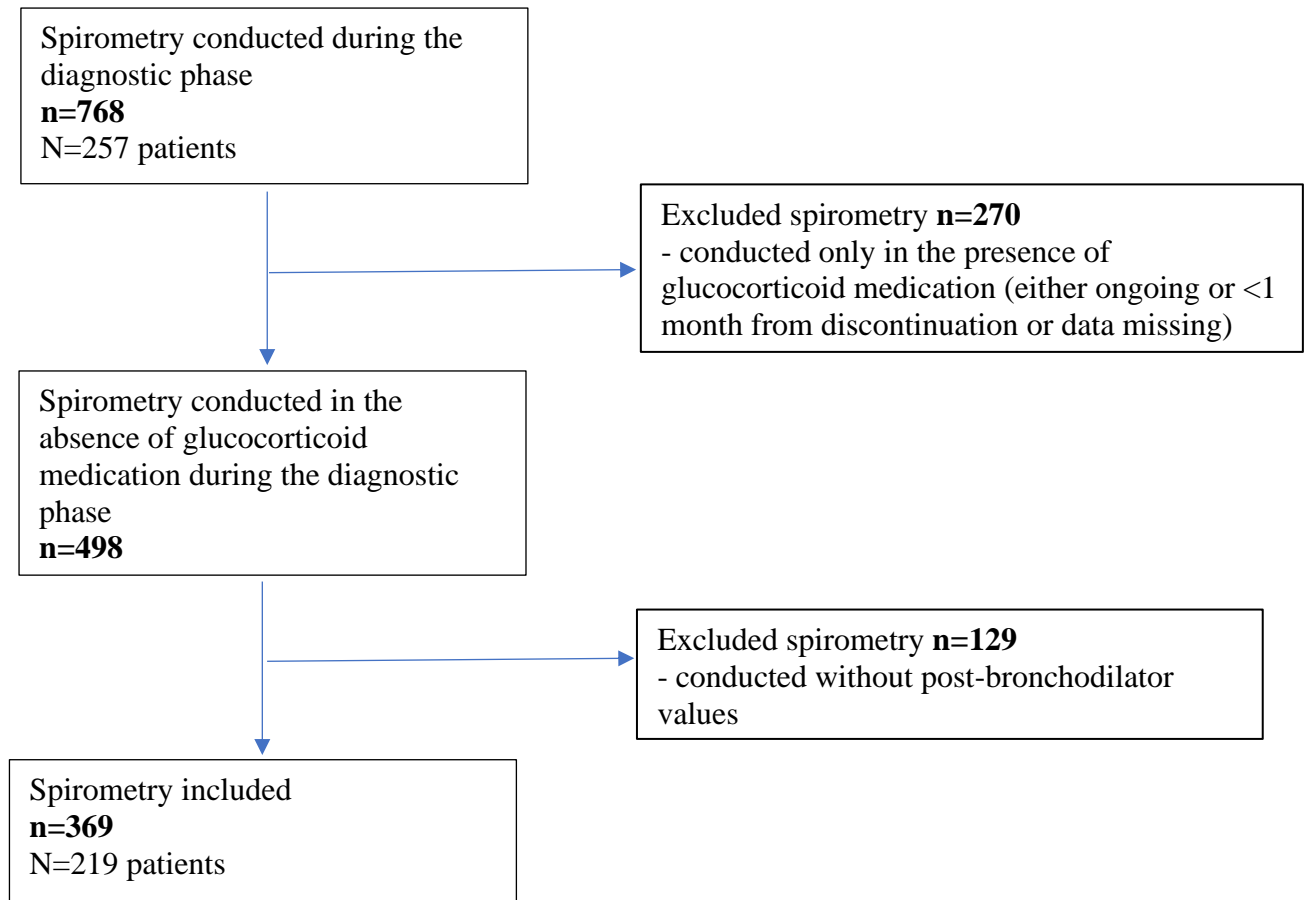 Spirometry conducted during the
diagnostic phase
n=768
N=257 patients
Excluded spirometry n=270
- conducted only in the presence of
glucocorticoid medication (either ongoing or <1
month from discontinuation or data missing)
Spirometry conducted in the
absence of glucocorticoid
medication during the diagnostic
phase
n=498
Excluded spirometry n=129
- conducted without post-bronchodilator
values
Spirometry included
n=369
N=219 patients